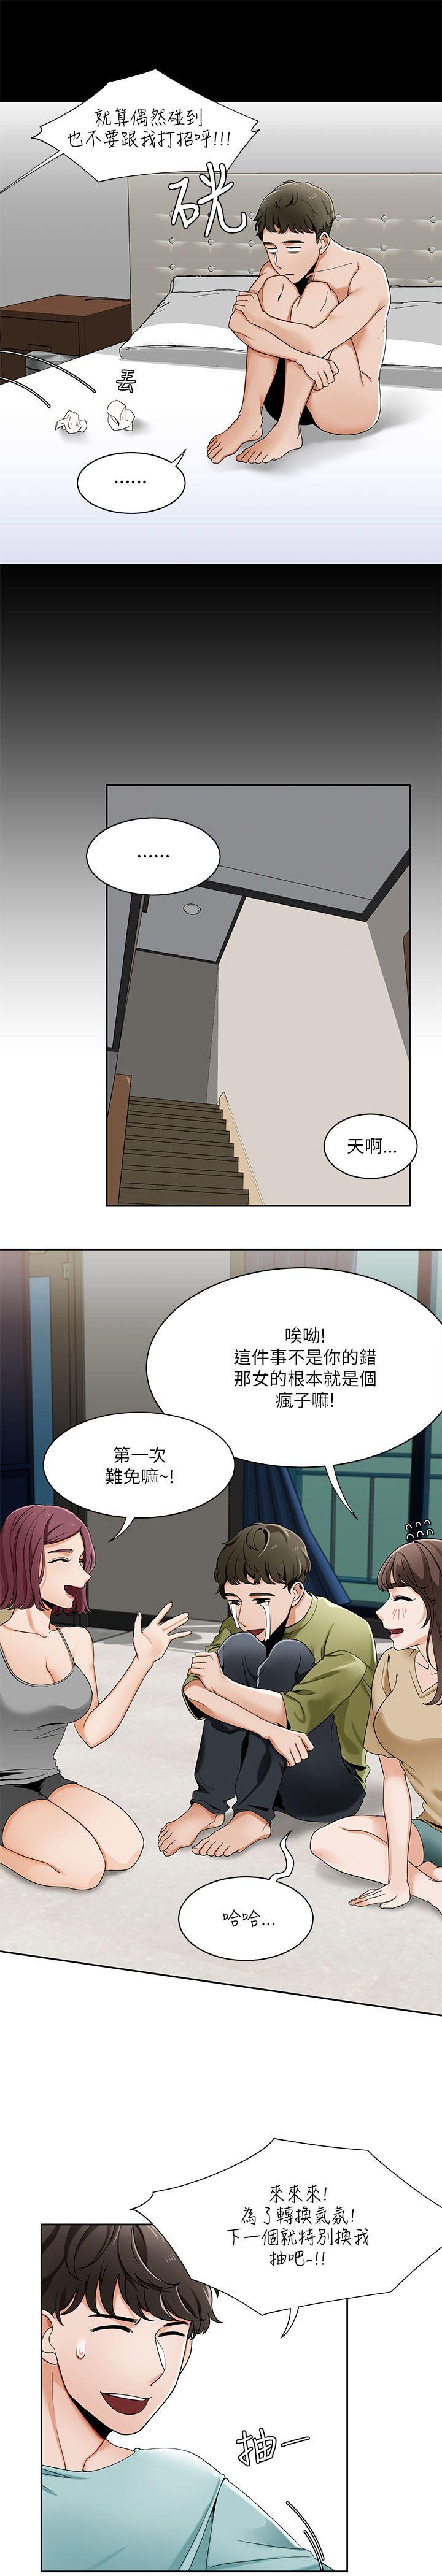 就算偶然碰到
也不要跟我打招呼!!!
硄
丟
⋯⋯
⋯⋯
天啊...
唉呦!
這件事不是你的錯
那女的根本就是個
瘋子嘛!
第一次
難免嘛~!
哈哈...
來來來!
為了轉換氣氛!
下一個就特別換我
抽吧~!!
抽—